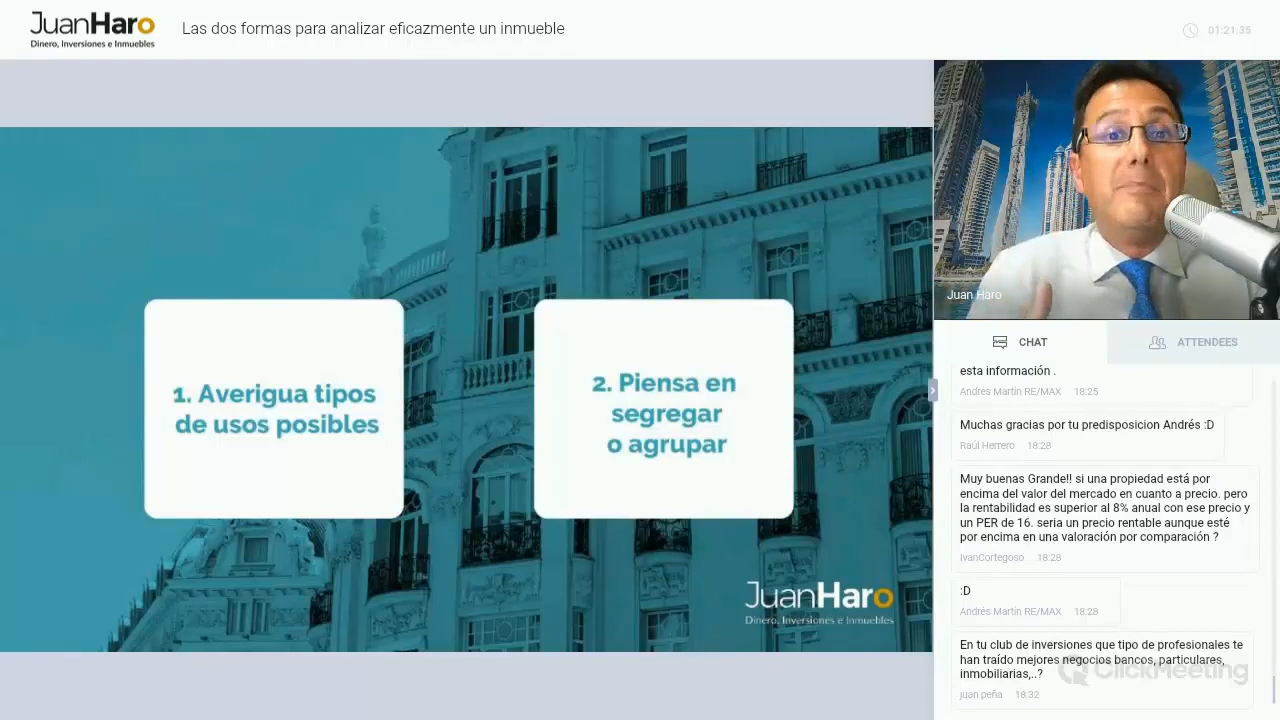 JuanHaro
Dinero, Inversiones e Inmuebles
Las dos formas para analizar eficazmente un inmueble
01:21:35
1. Averigua tipos
de usos posibles
2. Piensa en
segregar
o agrupar
JuanHaro
Dinero, Inversiones e Inmuebles
Juan Haro
CHAT
ATTENDEES
esta información .
Andrés Martín RE/MAX 18:25
Muchas gracias por tu predisposicion Andrés :D
Raúl Herrero 18:28
Muy buenas Grande!! si una propiedad está por
encima del valor del mercado en cuanto a precio. pero
la rentabilidad es superior al 8% anual con ese precio y
un PER de 16. seria un precio rentable aunque esté
por encima en una valoración por comparación ?
IvanCortegoso 18:28
:D
Andrés Martín RE/MAX 18:28
En tu club de inversiones que tipo de profesionales te
han traído mejores negocios bancos, particulares,
inmobiliarias,..?
juan peña 18:32
ClickMeeting